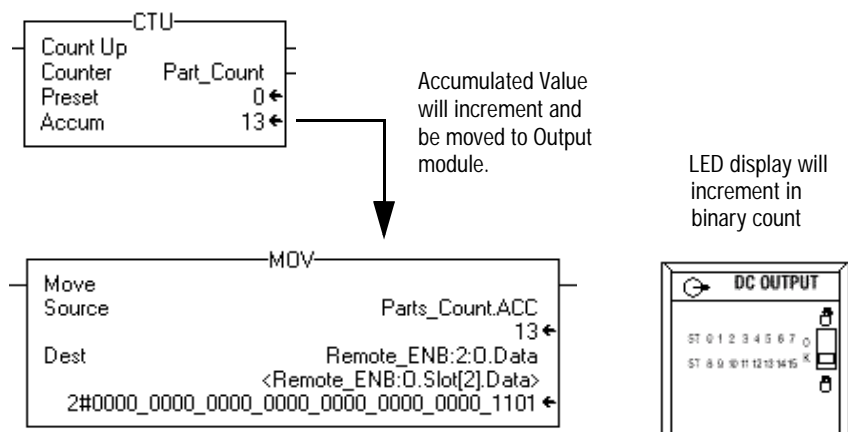 CTU
Count Up
Counter Part_Count
Preset 0
Accum 13
Accumulated Value
will increment and
be moved to Output
module.
LED display will
increment in
binary count
MOV
Move
Source Parts_Count.ACC
13
Dest Remote_ENB:2:O.Data
<Remote_ENB:O.Slot[2].Data>
2#0000_0000_0000_0000_0000_0000_0000_1101
DC OUTPUT
ST 0 1 2 3 4 5 6 7 O
ST 8 9 10 11 12 13 14 15 K